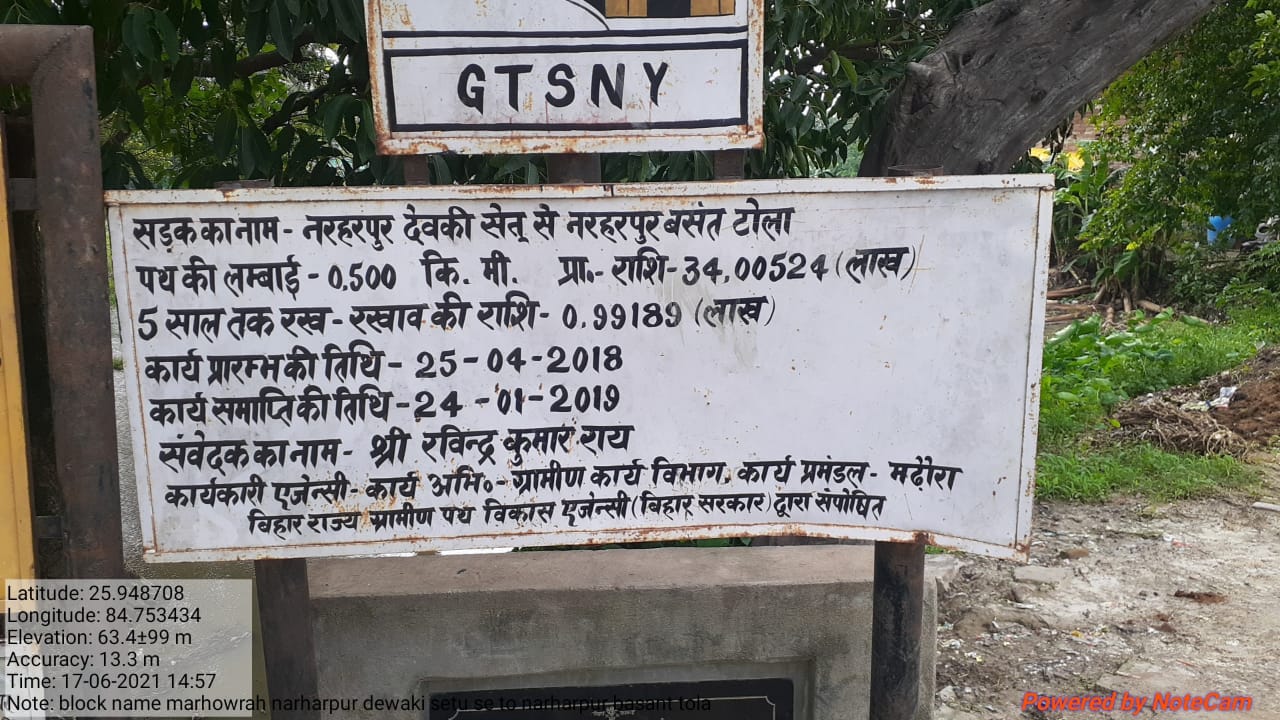 GTSNY
सड़क का नाम - नरहरपुर देवकी सेतू से नरहरपुर बसंत टोला
पथ की लम्बाई - 0.500 कि. मी. प्रा.- राशि - 34.00524 (लाख)
5 साल तक रख - रखाव की राशि - 0.99189 (लाख)
कार्य प्रारम्भ की तिथि - 25 - 04 - 2018
कार्य समाप्ति की तिथि - 24 - 01 - 2019
संवेदक का नाम - श्री रविन्द्र कुमार राय
कार्यकारी एजेन्सी - कार्य अभि० - ग्रामीण कार्य विभाग, कार्य प्रमंडल - मढ़ौरा
बिहार राज्य ग्रामीण पथ विकास एजेन्सी (बिहार सरकार) द्वारा संपोषित
Latitude: 25.948708
Longitude: 84.753434
Elevation: 63.4±99 m
Accuracy: 13.3 m
Time: 17-06-2021 14:57
Note: block name marhowrah narharpur dewaki setu se to narharpur basant tola
Powered by NoteCam